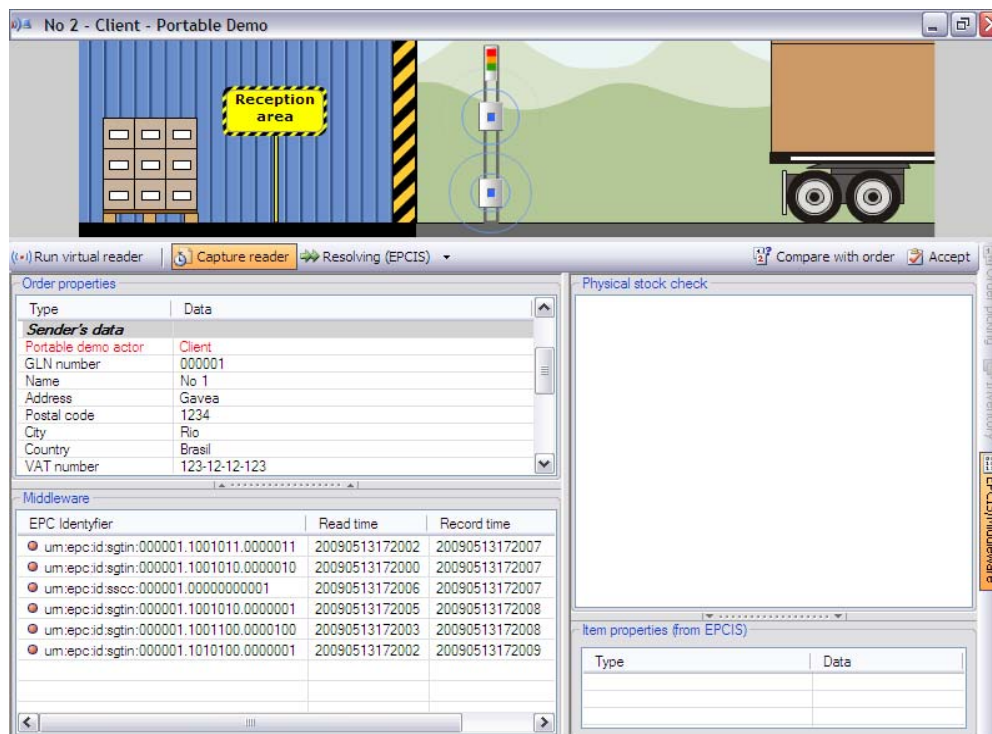 No 2 - Client - Portable Demo
Reception
area
Run virtual reader
Capture reader
Resolving (EPCIS)
Compare with order
Accept
Order properties
Type Data
Sender's data
Portable demo actor Client
GLN number 000001
Name No 1
Address Gavea
Postal code 1234
City Rio
Country Brasil
VAT number 123-12-12-123
Middleware
EPC Identyfier Read time Record time
urn:epc:id:sgtin:000001.1001011.0000011 20090513172002 20090513172007
urn:epc:id:sgtin:000001.1001010.0000010 20090513172000 20090513172007
urn:epc:id:sscc:000001.00000000001 20090513172006 20090513172007
urn:epc:id:sgtin:000001.1001010.0000001 20090513172005 20090513172008
urn:epc:id:sgtin:000001.1001100.0000100 20090513172003 20090513172008
urn:epc:id:sgtin:000001.1010100.0000001 20090513172002 20090513172009
Physical stock check
Item properties (from EPCIS)
Type Data
Order picking
Inventory
EPCIS/Middleware